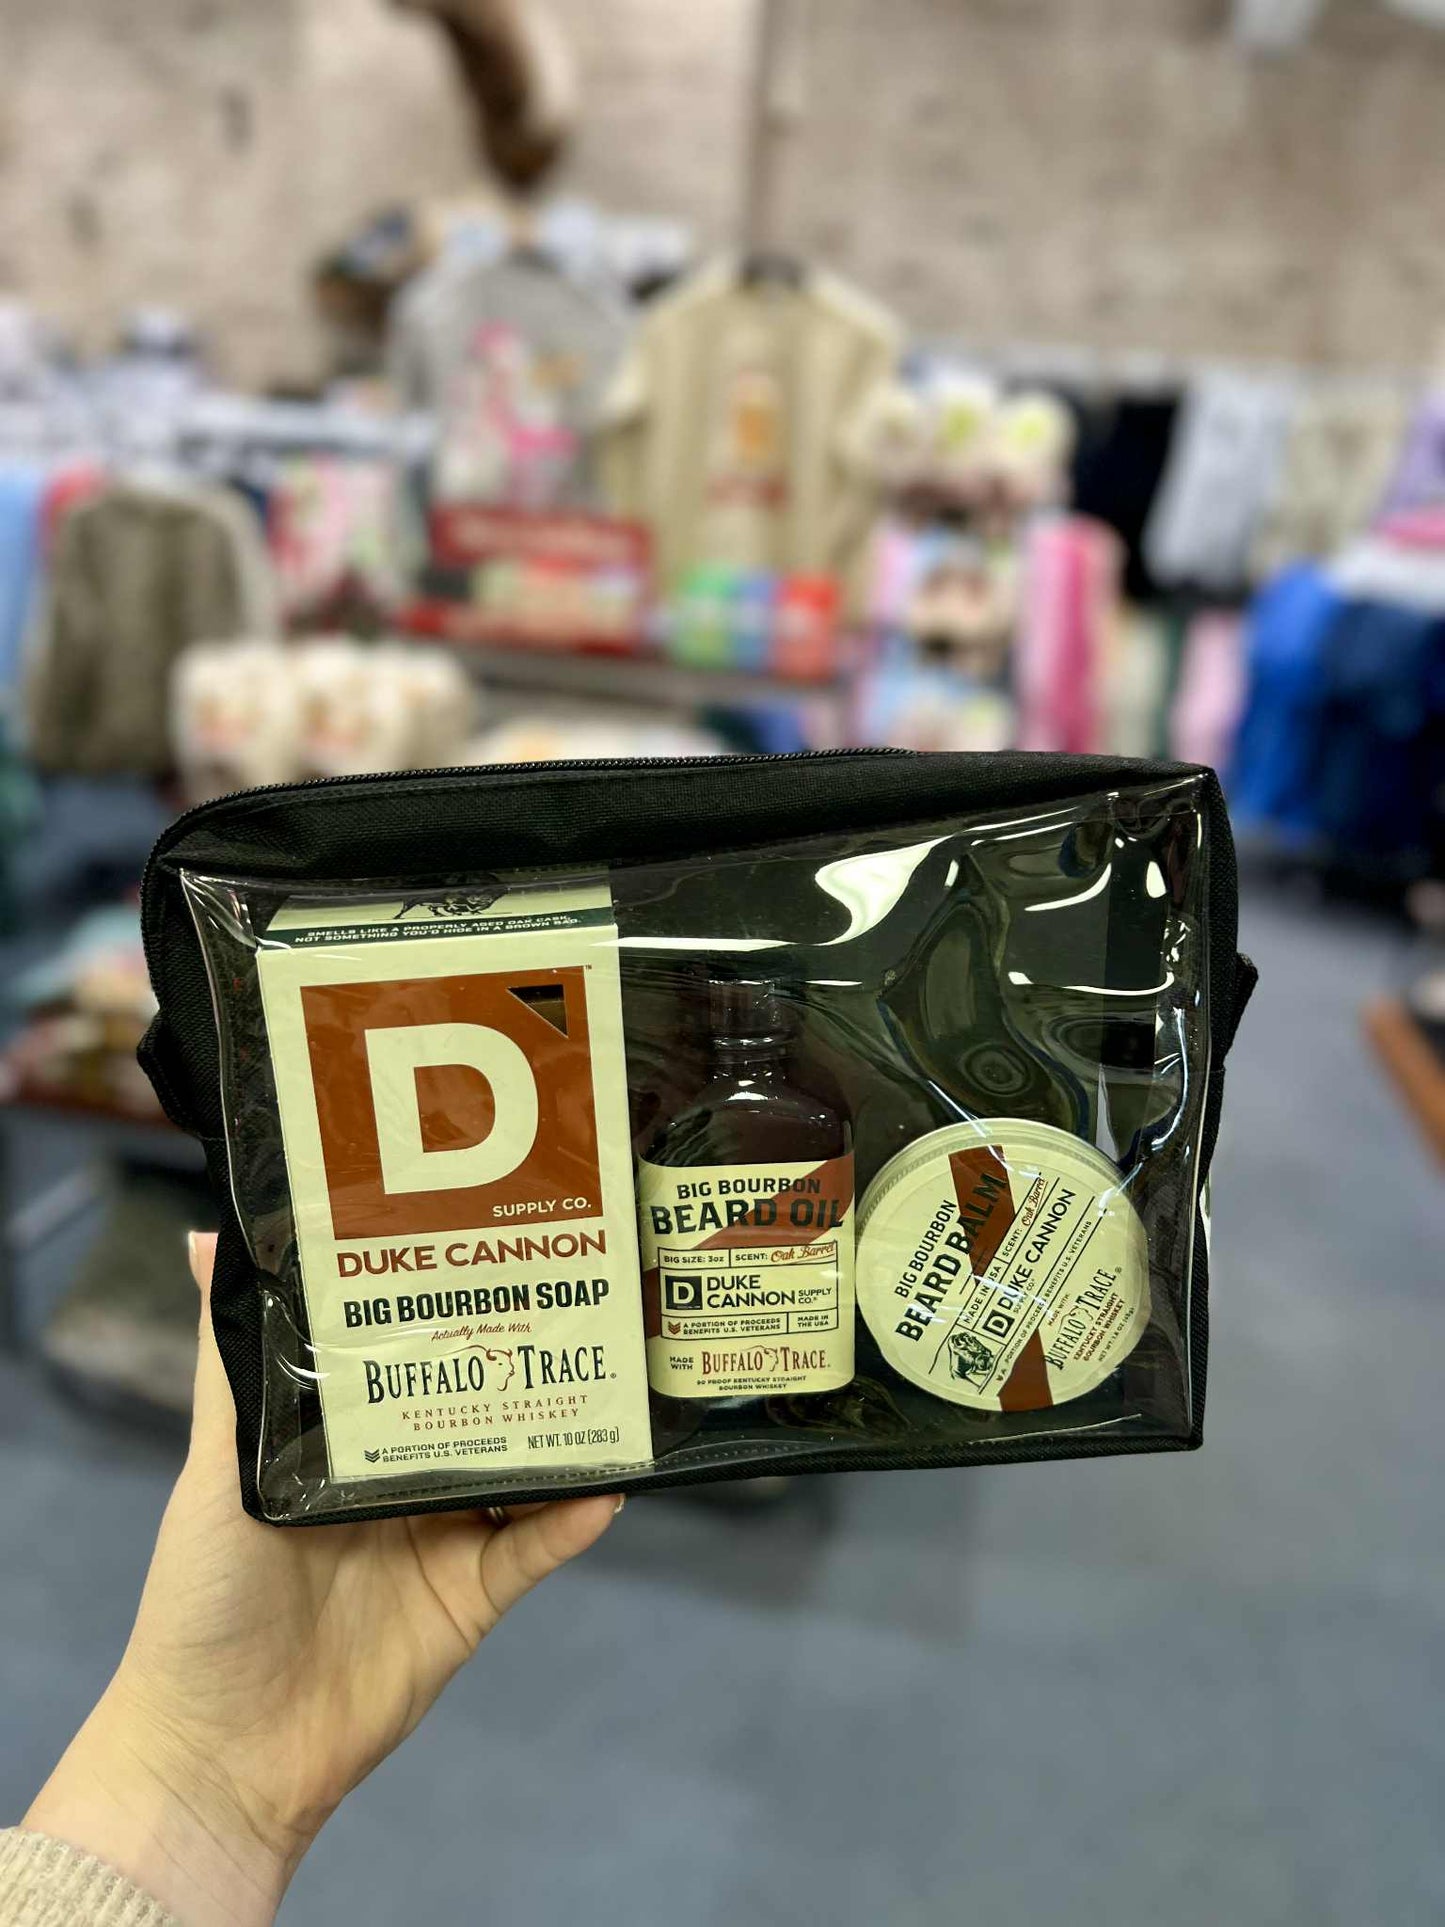 SMELLS LIKE A PROPERLY AGED OAK CASK,
NOT SOMETHING YOU'D HIDE IN A BROWN BAG.
D
TM
SUPPLY CO.
DUKE CANNON
BIG BOURBON SOAP
Actually Made With
BUFFALO TRACE®
KENTUCKY STRAIGHT
BOURBON WHISKEY
A PORTION OF PROCEEDS
BENEFITS U.S. VETERANS
NET WT. 10 OZ (283 g)
BIG BOURBON
BEARD OIL
BIG SIZE: 3oz
SCENT: Oak Barrel
D
DUKE
CANNON SUPPLY CO.®
A PORTION OF PROCEEDS
BENEFITS U.S. VETERANS
MADE IN
THE USA
MADE WITH
BUFFALO TRACE®
90 PROOF KENTUCKY STRAIGHT
BOURBON WHISKEY
BIG BOURBON
BEARD BALM
MADE IN USA
SCENT: Oak Barrel
D DUKE CANNON
SUPPLY CO.®
A PORTION OF PROCEEDS BENEFITS U.S. VETERANS
MADE WITH:
BUFFALO TRACE®
KENTUCKY STRAIGHT
BOURBON WHISKEY